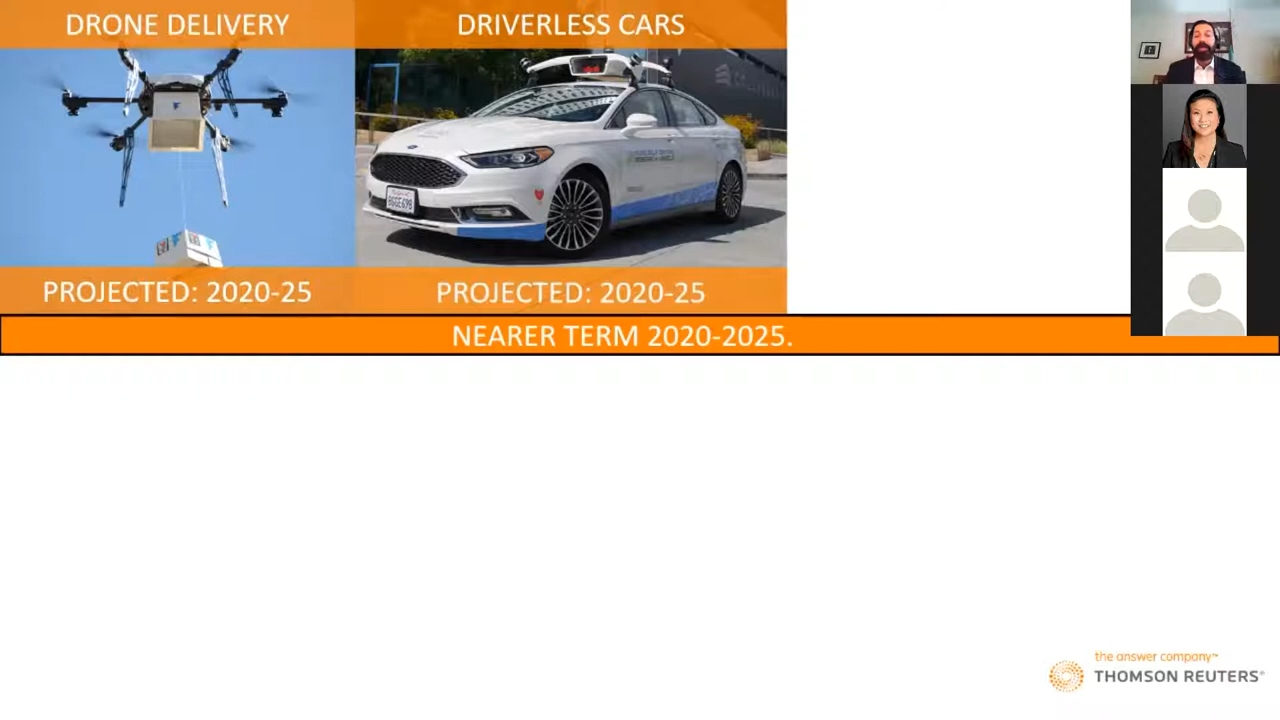 DRONE DELIVERY
DRIVERLESS CARS
PROJECTED: 2020-25
PROJECTED: 2020-25
NEARER TERM 2020-2025.
the answer company™
THOMSON REUTERS®